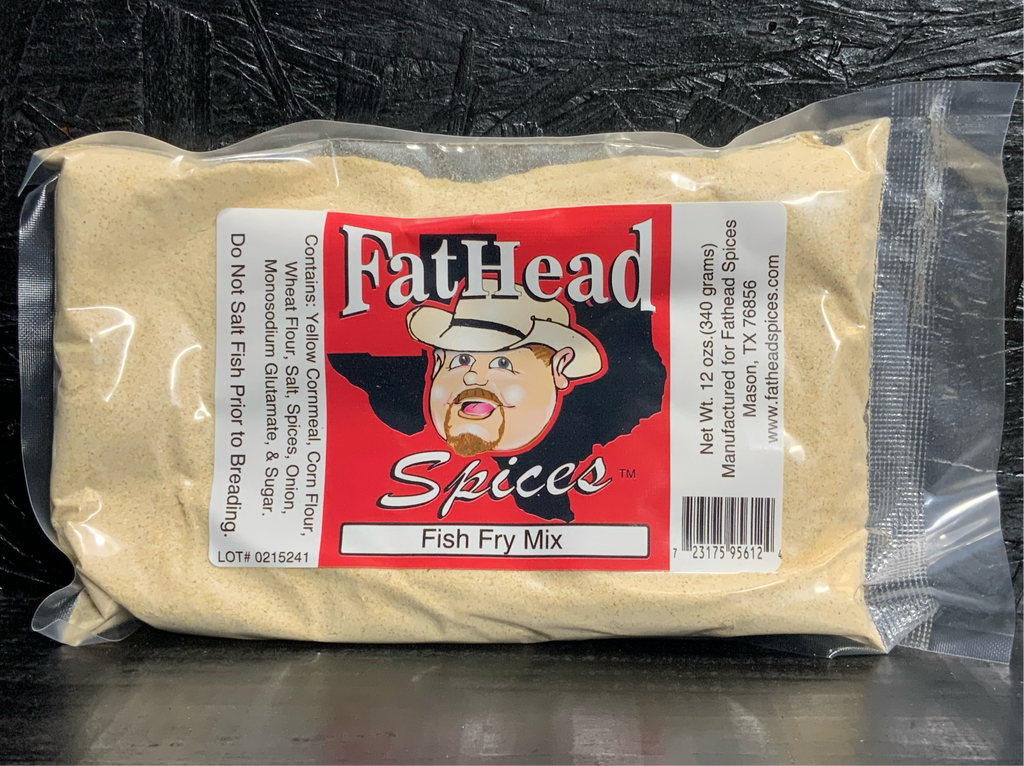 Do Not Salt Fish Prior to Breading.
Contains: Yellow Cornmeal, Corn Flour,
Wheat Flour, Salt, Spices, Onion,
Monosodium Glutamate, & Sugar.
LOT# 0215241
FatHead
Spices™
Fish Fry Mix
Net Wt. 12 ozs.(340 grams)
Manufactured for Fathead Spices
Mason, TX 76856
www.fatheadspices.com
7 23175 95612 4